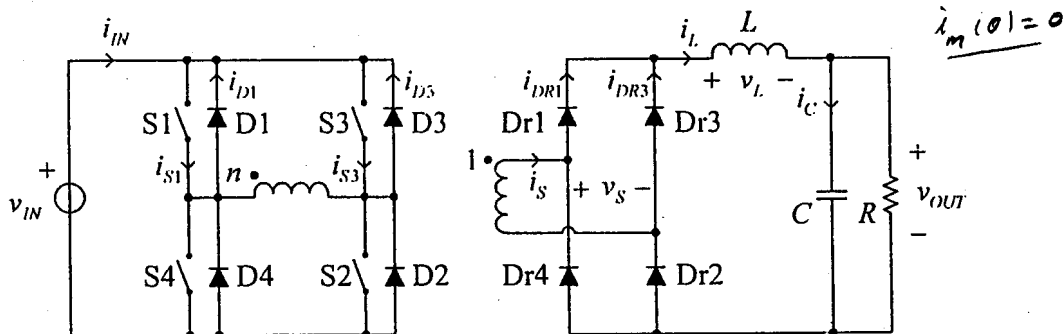 i_m(0)=0
i_IN
L
i_L
i_D1
i_D3
i_DR1
i_DR3
+ v_L −
i_C
S1
D1
S3
D3
Dr1
Dr3
+
v_IN
i_S1
n
i_S3
1
i_S
+ v_S −
C
R
+
v_OUT
−
S4
D4
S2
D2
Dr4
Dr2